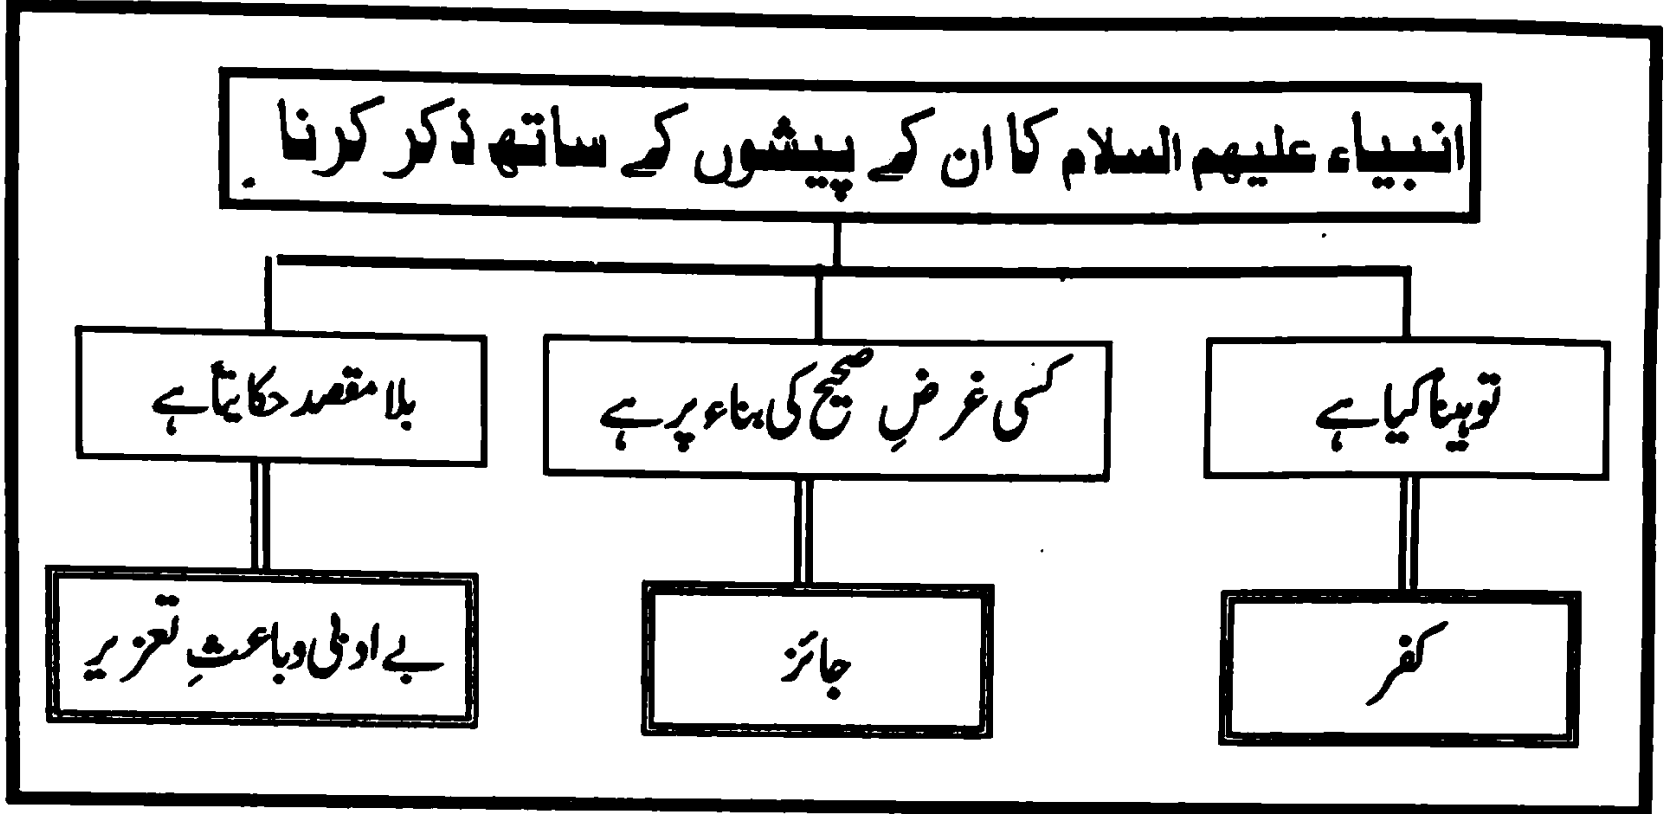 انبیاء علیهم السلام کا ان کے پیشوں کے ساتھ ذکر کرنا
توہیناً کیا ہے
کسی غرضِ صحیح کی بناء پر ہے
بلا مقصد حکایتاً ہے
کفر
جائز
بے ادبی و باعثِ تعزیر